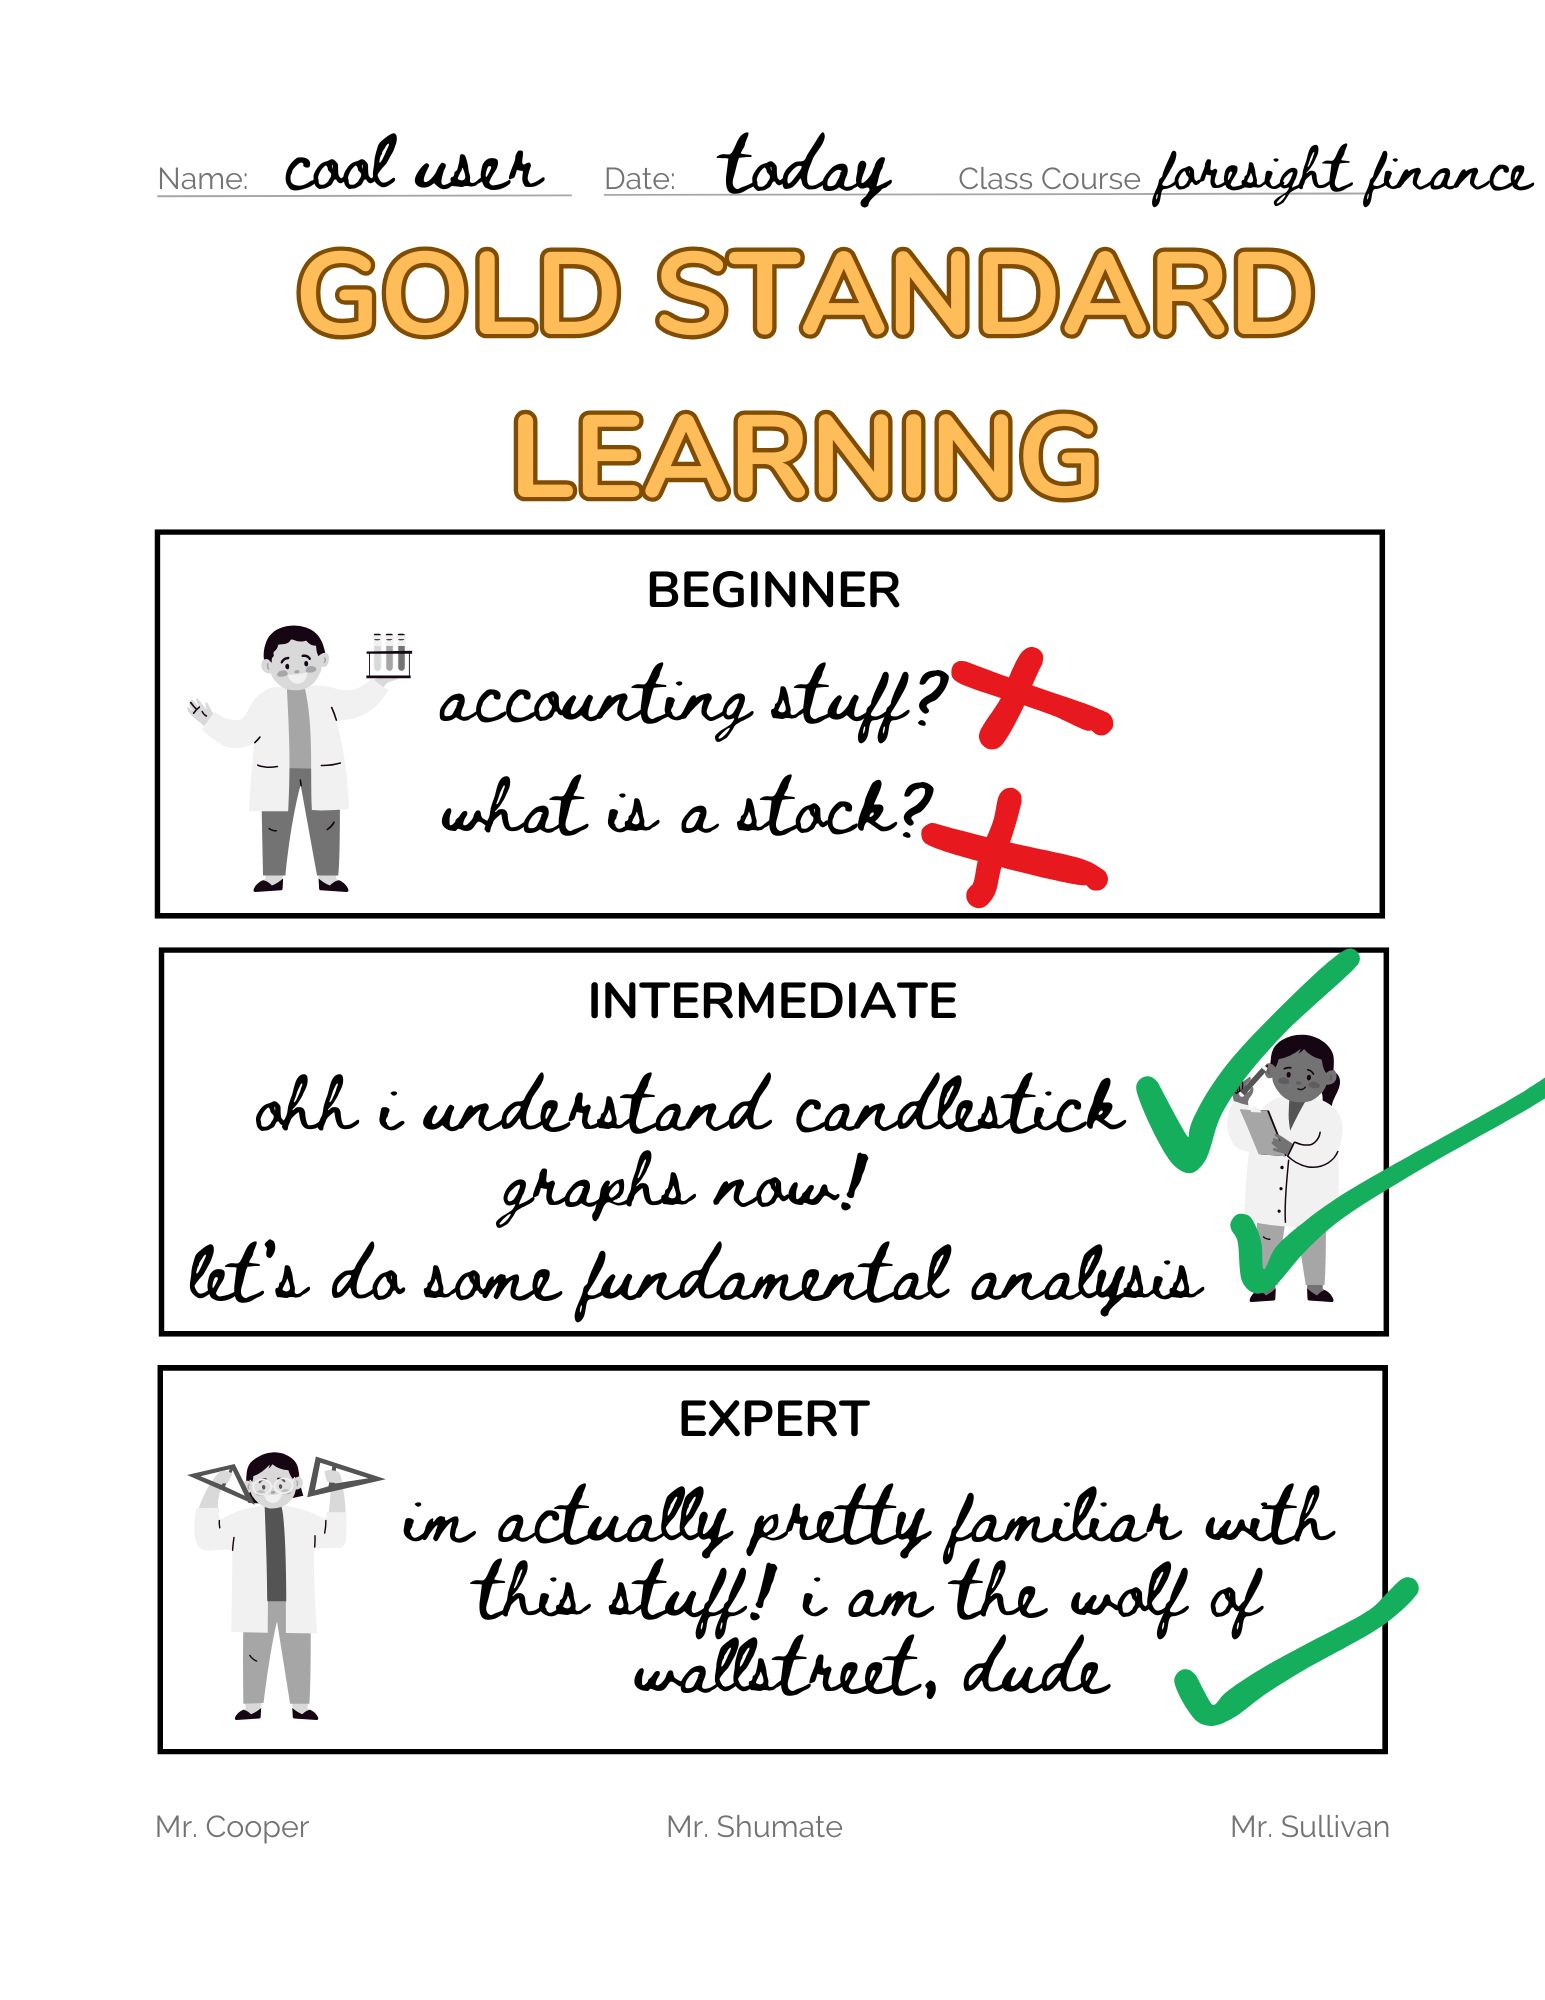 Name: cool user Date: today Class Course foresight finance
GOLD STANDARD
LEARNING
BEGINNER
accounting stuff?
what is a stock?
INTERMEDIATE
ohh i understand candlestick
graphs now!
let's do some fundamental analysis
EXPERT
im actually pretty familiar with
this stuff! i am the wolf of
wallstreet, dude
Mr. Cooper Mr. Shumate Mr. Sullivan